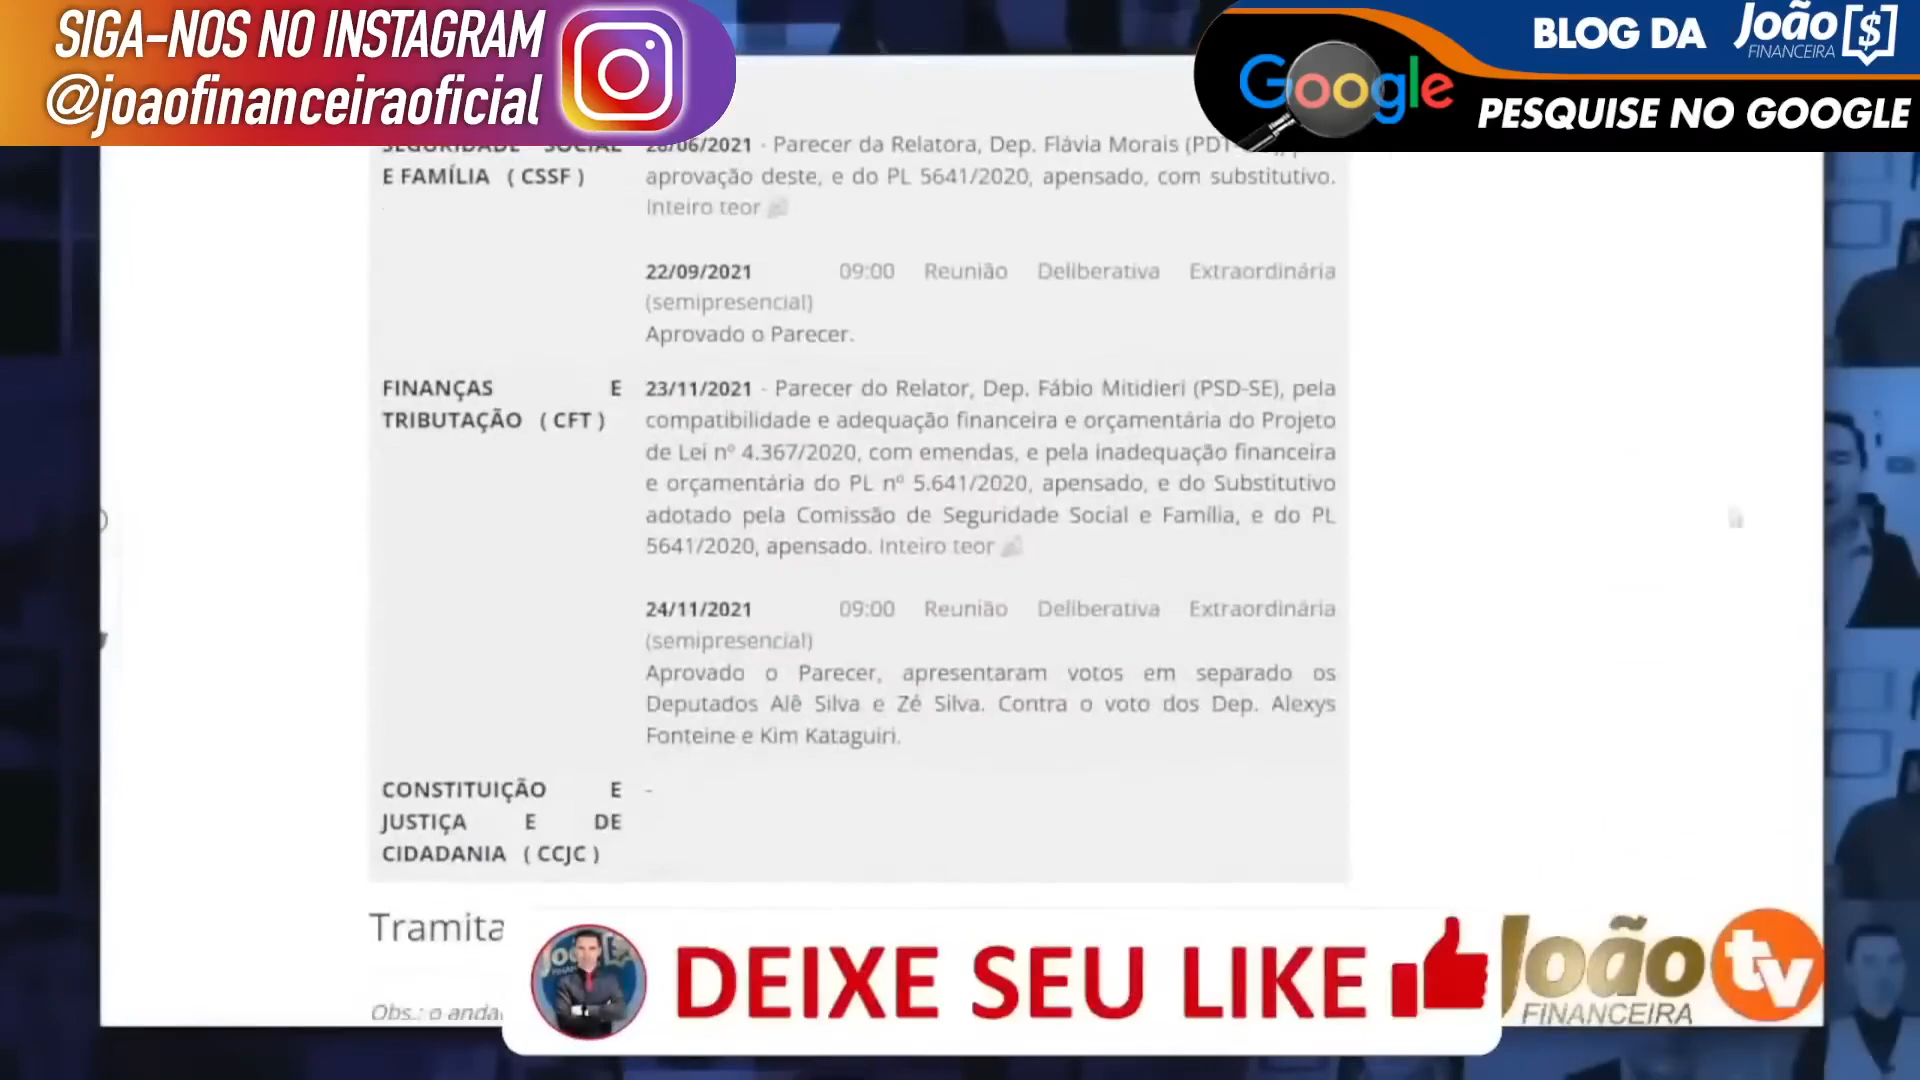 SIGA-NOS NO INSTAGRAM
@joaofinanceiraoficial
BLOG DA João $
FINANCEIRA
Google
PESQUISE NO GOOGLE
SEGURIDADE SOCIAL
E FAMÍLIA ( CSSF )
28/06/2021 - Parecer da Relatora, Dep. Flávia Morais
aprovação deste, e do PL 5641/2020, apensado, com substitutivo.
Inteiro teor
22/09/2021 09:00 Reunião Deliberativa Extraordinária
(semipresencial)
Aprovado o Parecer.
FINANÇAS E
TRIBUTAÇÃO ( CFT )
23/11/2021 - Parecer do Relator, Dep. Fábio Mitidieri (PSD-SE), pela
compatibilidade e adequação financeira e orçamentária do Projeto
de Lei nº 4.367/2020, com emendas, e pela inadequação financeira
e orçamentária do PL nº 5.641/2020, apensado, e do Substitutivo
adotado pela Comissão de Seguridade Social e Família, e do PL
5641/2020, apensado. Inteiro teor
24/11/2021 09:00 Reunião Deliberativa Extraordinária
(semipresencial)
Aprovado o Parecer, apresentaram votos em separado os
Deputados Alê Silva e Zé Silva. Contra o voto dos Dep. Alexys
Fonteine e Kim Kataguiri.
CONSTITUIÇÃO E
JUSTIÇA E DE
CIDADANIA ( CCJC )
-
Tramita
Obs.: o anda
DEIXE SEU LIKE
João tv
FINANCEIRA